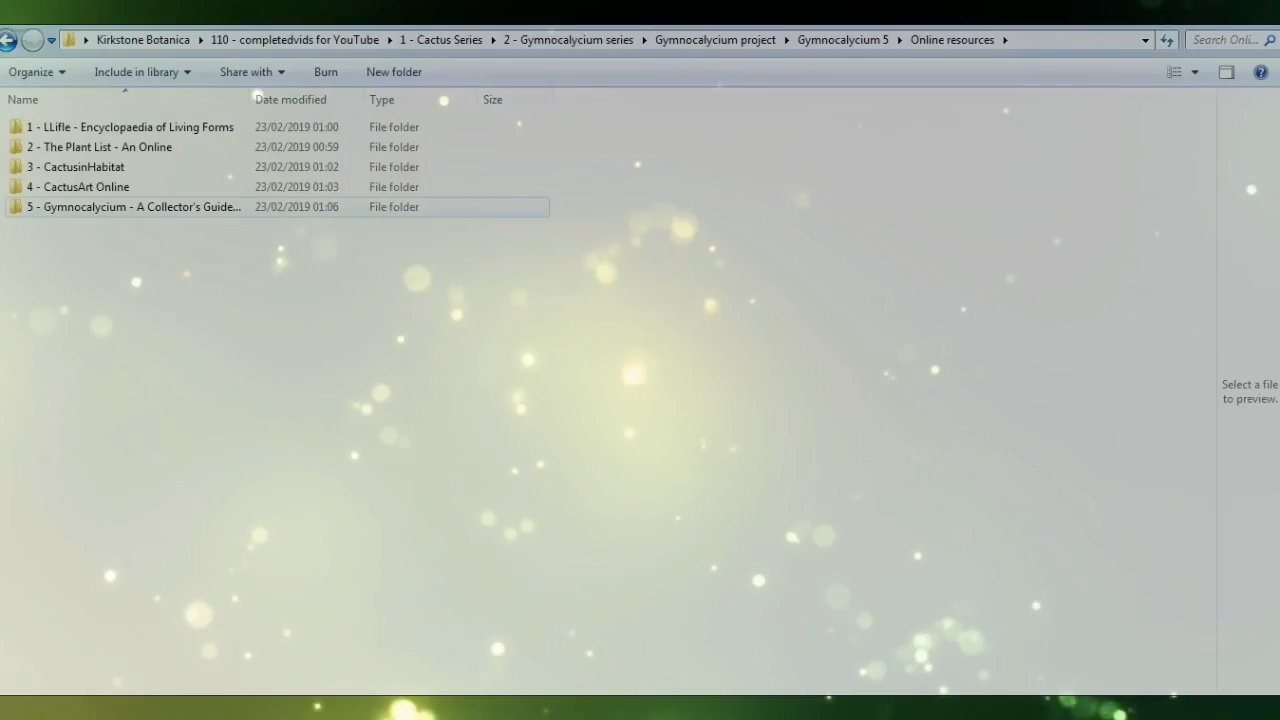 Kirkstone Botanica 110 - completedvids for YouTube 1 - Cactus Series 2 - Gymnocalycium series Gymnocalycium project Gymnocalycium 5 Online resources Search Onli...
Organize Include in library Share with Burn New folder
Name Date modified Type Size
1 - LLifle - Encyclopaedia of Living Forms 23/02/2019 01:00 File folder
2 - The Plant List - An Online 23/02/2019 00:59 File folder
3 - CactusinHabitat 23/02/2019 01:02 File folder
4 - CactusArt Online 23/02/2019 01:03 File folder
5 - Gymnocalycium - A Collector's Guide... 23/02/2019 01:06 File folder
Select a file
to preview.